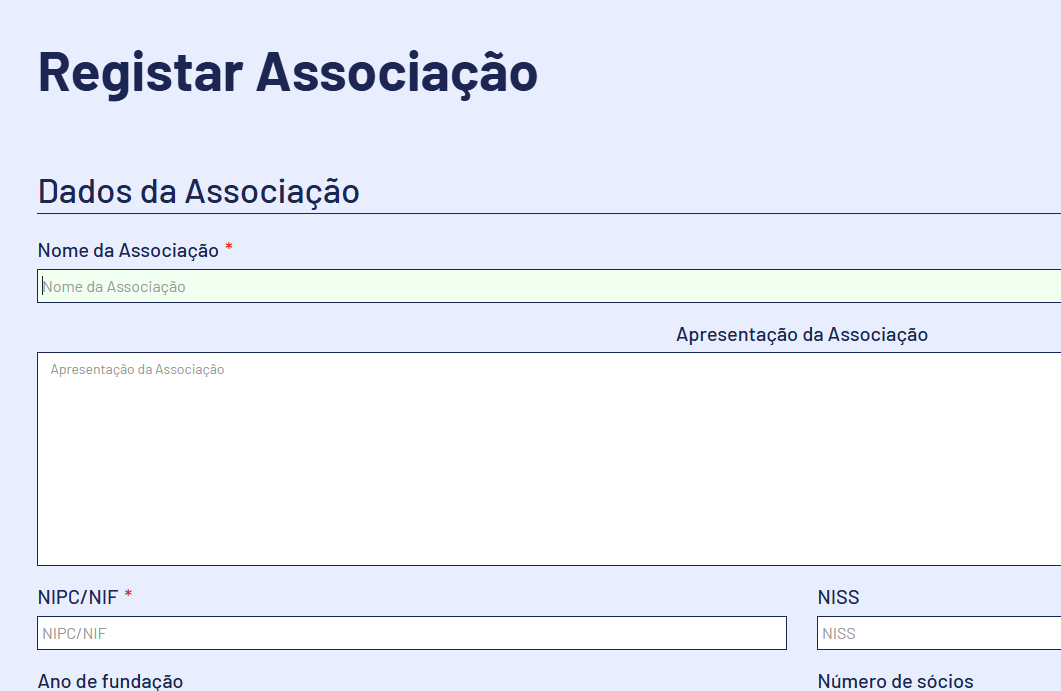 Registar Associação
Dados da Associação
Nome da Associação *
Nome da Associação
Apresentação da Associação
Apresentação da Associação
NIPC/NIF * NISS
NIPC/NIF NISS
Ano de fundação Número de sócios